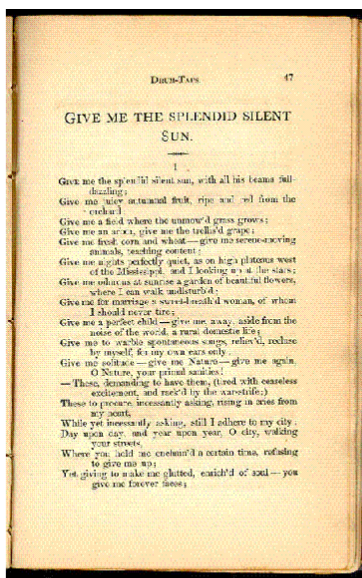 DRUM-TAPS 47
GIVE ME THE SPLENDID SILENT
SUN.
1
Give me the splendid silent sun, with all his beams full-
dazzling;
Give me juicy autumnal fruit, ripe and red from the
orchard;
Give me a field where the unmow'd grass grows;
Give me an arbor, give me the trellis'd grape;
Give me fresh corn and wheat—give me serene-moving
animals, teaching content;
Give me nights perfectly quiet, as on high plateaus west
of the Mississippi, and I looking up at the stars;
Give me odorous at sunrise a garden of beautiful flowers,
where I can walk undisturb'd;
Give me for marriage a sweet-breath'd woman, of whom
I should never tire;
Give me a perfect child—give me, away, aside from the
noise of the world, a rural domestic life;
Give me to warble spontaneous songs, reliev'd, recluse
by myself, for my own ears only;
Give me solitude—give me Nature—give me again,
O Nature, your primal sanities!
—These, demanding to have them, (tired with ceaseless
excitement, and rack'd by the war-strife;)
These to procure, incessantly asking, rising in cries from
my heart,
While yet incessantly asking, still I adhere to my city;
Day upon day, and year upon year, O city, walking
your streets,
Where you hold me enchain'd a certain time, refusing
to give me up;
Yet giving to make me glutted, enrich'd of soul—you
give me forever faces;